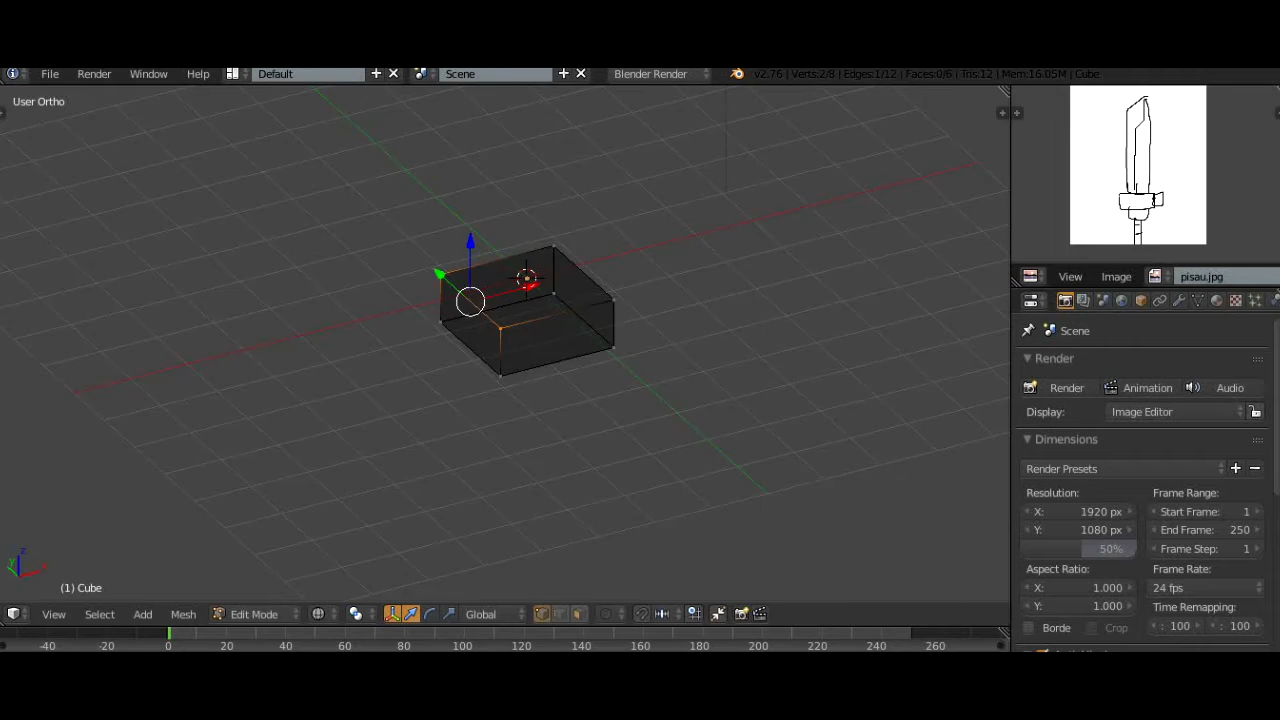 File Render Window Help Default Scene Blender Render v2.76 | Verts:2/8 | Edges:1/12 | Faces:0/6 | Tris:12 | Mem:16.05M | Cube
User Ortho
(1) Cube
View Select Add Mesh Edit Mode Global
-40 -20 0 20 40 60 80 100 120 140 160 180 200 220 240 260
View Image pisau.jpg
Scene
Render
Render Animation Audio
Display: Image Editor
Dimensions
Render Presets
Resolution: Frame Range:
X: 1920 px Start Frame: 1
Y: 1080 px End Frame: 250
50% Frame Step: 1
Aspect Ratio: Frame Rate:
X: 1.000 24 fps
Y: 1.000 Time Remapping:
Borde Crop : 100 : 100
z
y